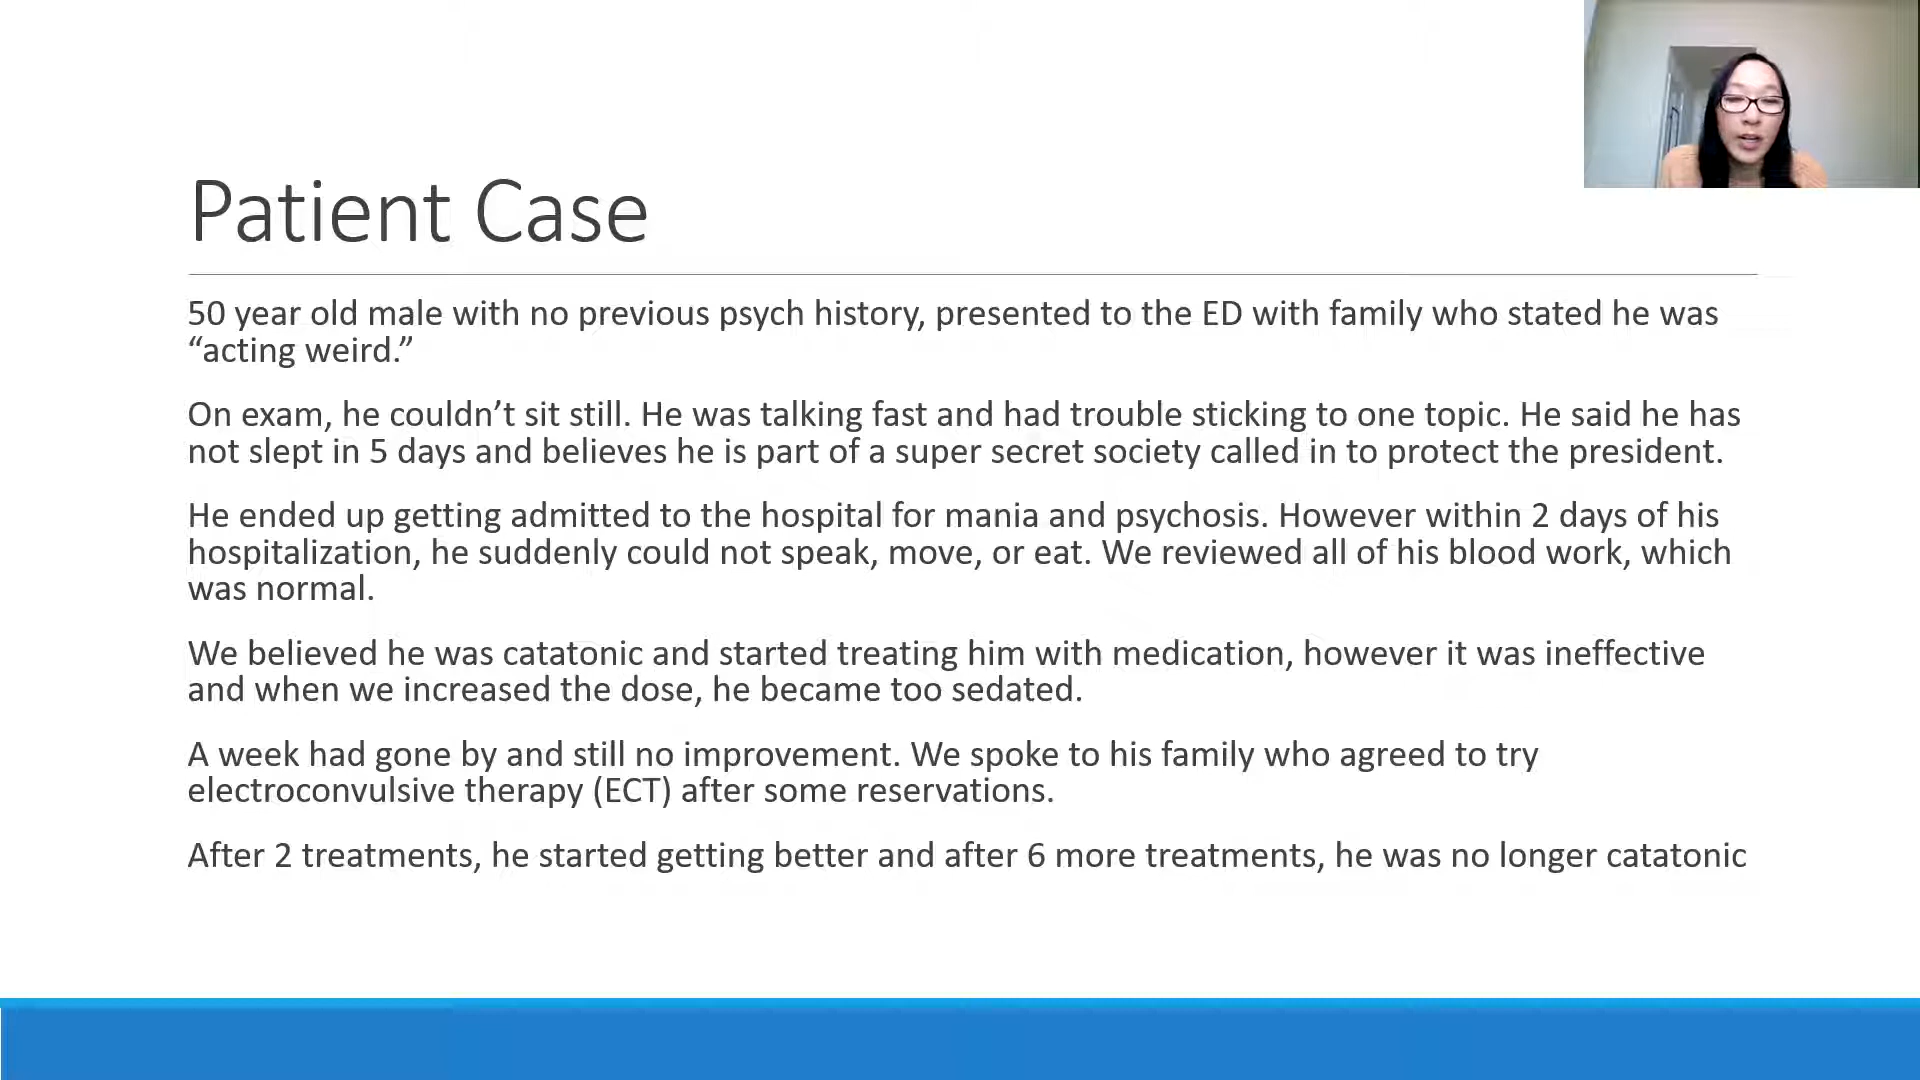 Patient Case
50 year old male with no previous psych history, presented to the ED with family who stated he was
“acting weird.”
On exam, he couldn’t sit still. He was talking fast and had trouble sticking to one topic. He said he has
not slept in 5 days and believes he is part of a super secret society called in to protect the president.
He ended up getting admitted to the hospital for mania and psychosis. However within 2 days of his
hospitalization, he suddenly could not speak, move, or eat. We reviewed all of his blood work, which
was normal.
We believed he was catatonic and started treating him with medication, however it was ineffective
and when we increased the dose, he became too sedated.
A week had gone by and still no improvement. We spoke to his family who agreed to try
electroconvulsive therapy (ECT) after some reservations.
After 2 treatments, he started getting better and after 6 more treatments, he was no longer catatonic